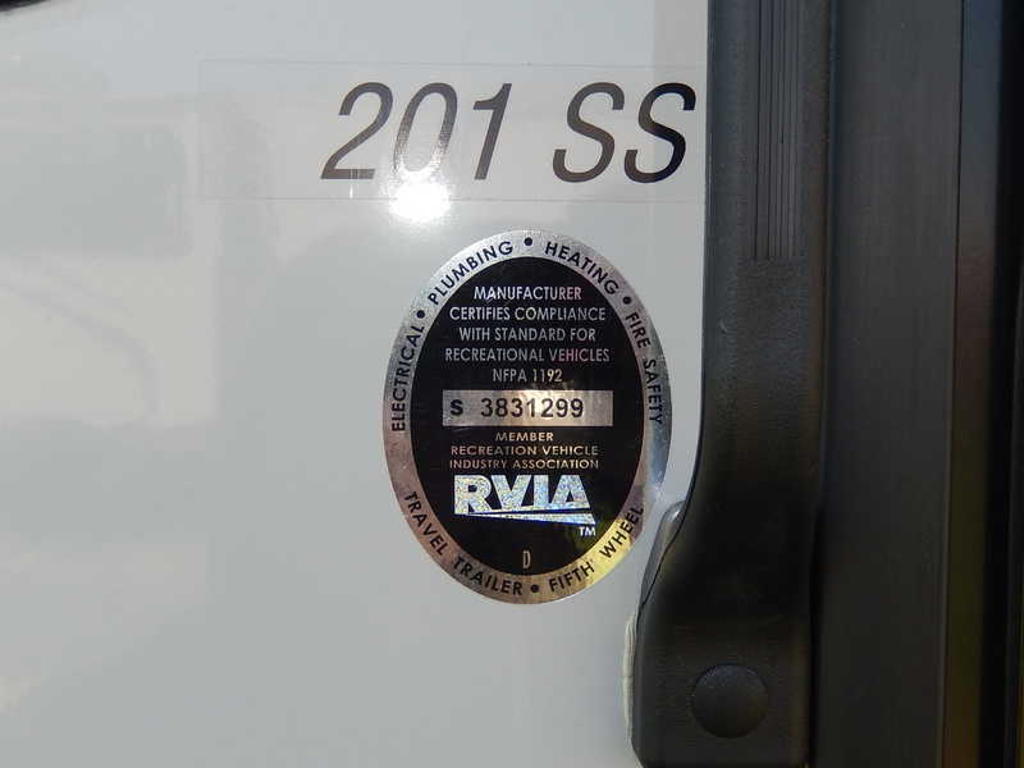 201 SS
ELECTRICAL • PLUMBING • HEATING • FIRE SAFETY
MANUFACTURER
CERTIFIES COMPLIANCE
WITH STANDARD FOR
RECREATIONAL VEHICLES
NFPA 1192
S 3831299
MEMBER
RECREATION VEHICLE
INDUSTRY ASSOCIATION
RVIA
TM
D
TRAVEL TRAILER • FIFTH WHEEL